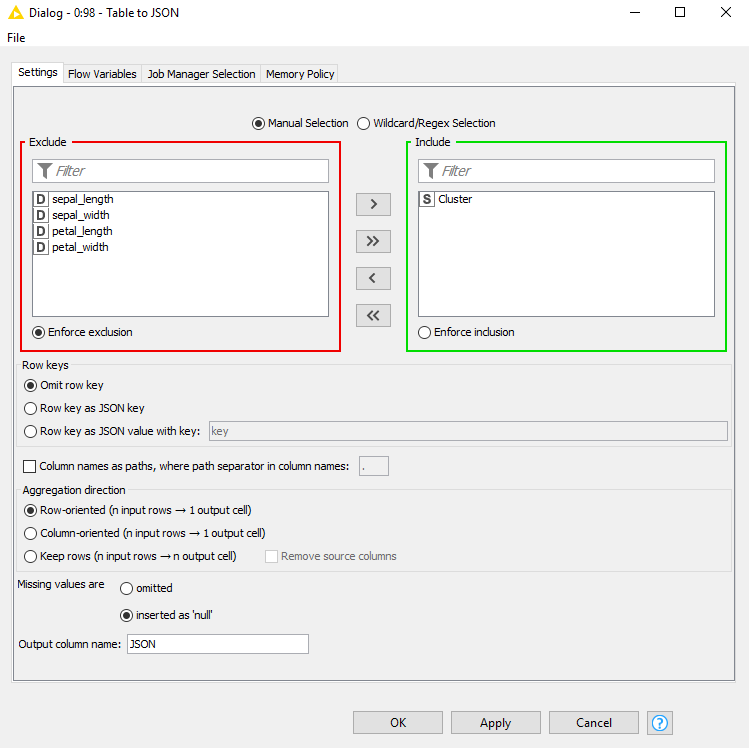 Dialog - 0:98 - Table to JSON
File
Settings Flow Variables Job Manager Selection Memory Policy
Manual Selection Wildcard/Regex Selection
Exclude
Filter
D sepal_length
D sepal_width
D petal_length
D petal_width
Enforce exclusion
>
>>
<
<<
Include
Filter
S Cluster
Enforce inclusion
Row keys
Omit row key
Row key as JSON key
Row key as JSON value with key: key
Column names as paths, where path separator in column names: .
Aggregation direction
Row-oriented (n input rows → 1 output cell)
Column-oriented (n input rows → 1 output cell)
Keep rows (n input rows → n output cell) Remove source columns
Missing values are omitted
inserted as 'null'
Output column name: JSON
OK Apply Cancel ?